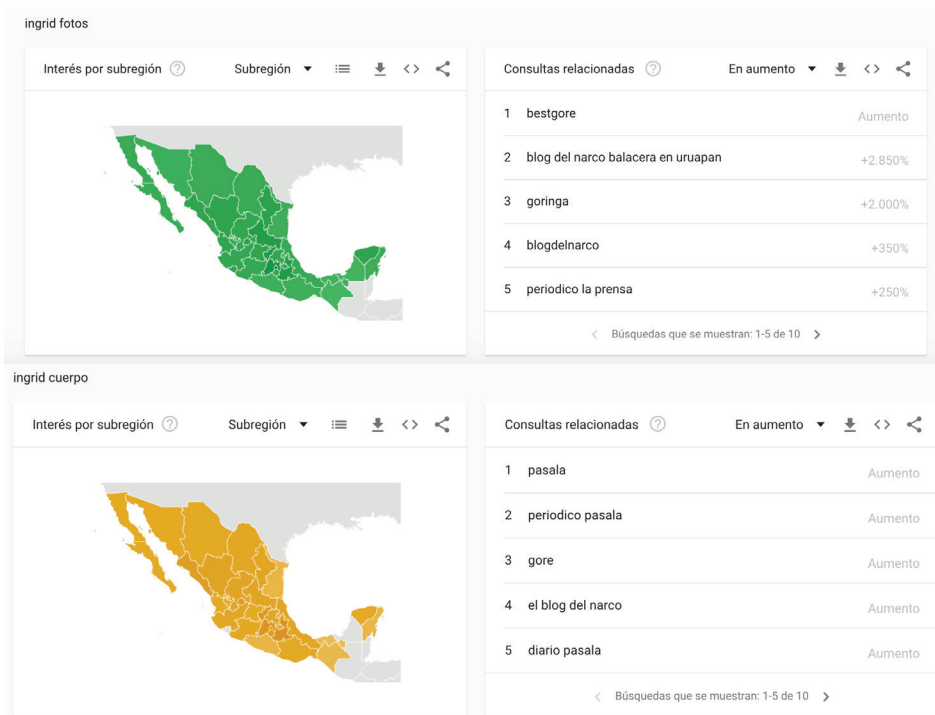 ingrid fotos
Interés por subregión
Subregión
Consultas relacionadas
En aumento
1 bestgore Aumento
2 blog del narco balacera en uruapan +2.850%
3 goringa +2.000%
4 blogdelnarco +350%
5 periodico la prensa +250%
Búsquedas que se muestran: 1-5 de 10
ingrid cuerpo
Interés por subregión
Subregión
Consultas relacionadas
En aumento
1 pasala Aumento
2 periodico pasala Aumento
3 gore Aumento
4 el blog del narco Aumento
5 diario pasala Aumento
Búsquedas que se muestran: 1-5 de 10